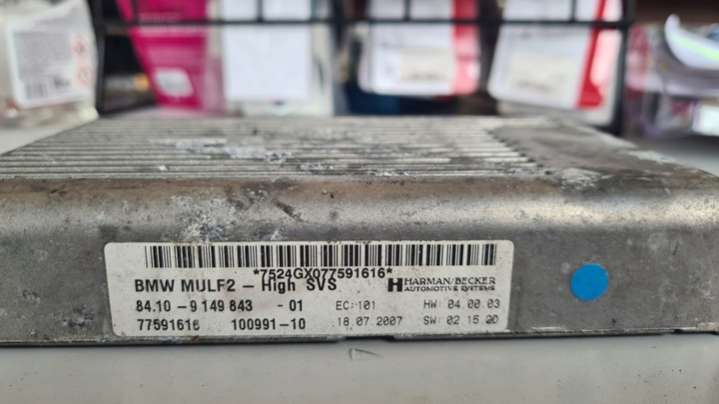 *7524GX077591616*
BMW MULF2 - High SVS
HARMAN/BECKER
AUTOMOTIVE SYSTEMS
84.10 - 9 149 843 - 01 EC: 101 HW: 04.00.03
77591616 100991-10 18.07.2007 SW: 02.15.00